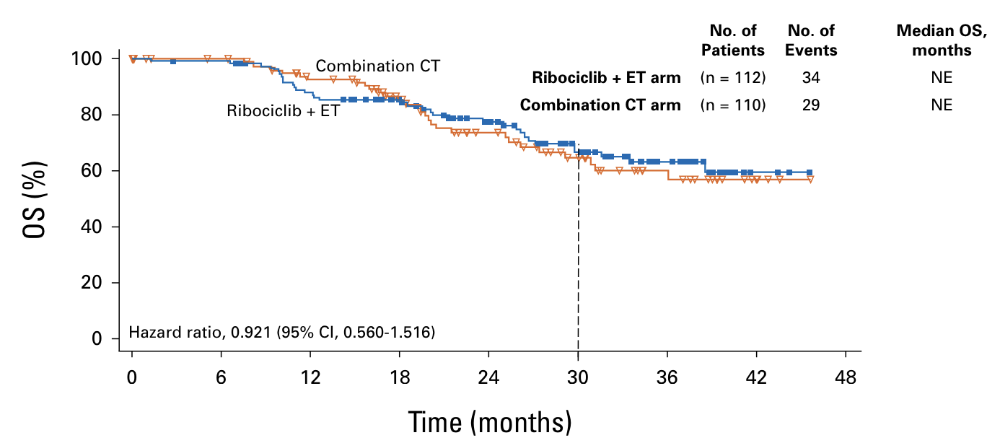 No. of Patients No. of Events Median OS, months
Ribociclib + ET arm (n = 112) 34 NE
Combination CT arm (n = 110) 29 NE
Combination CT
Ribociclib + ET
OS (%)
100
80
60
40
20
0
Hazard ratio, 0.921 (95% CI, 0.560-1.516)
0 6 12 18 24 30 36 42 48
Time (months)